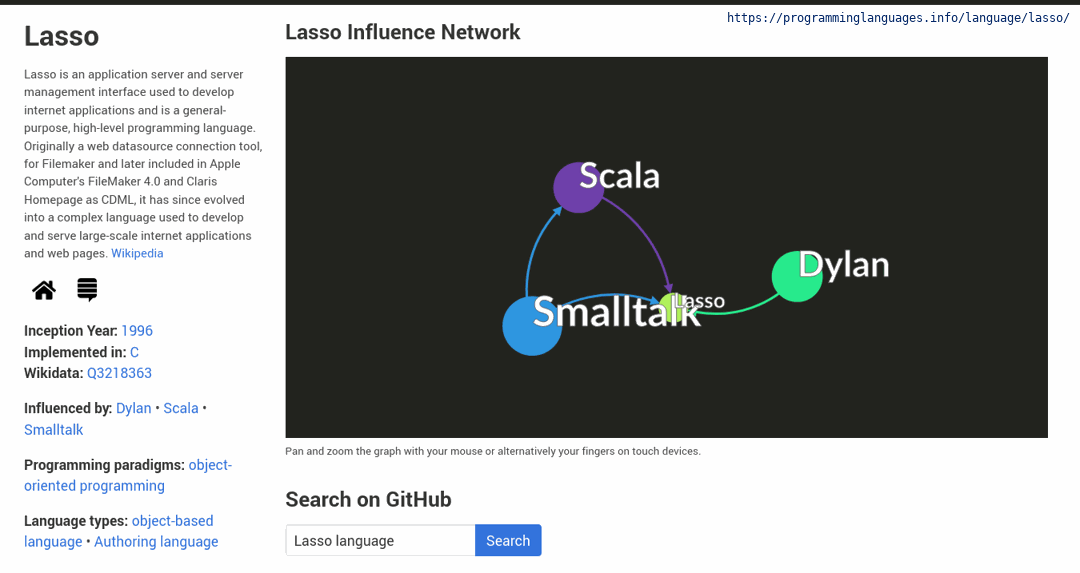 https://programminglanguages.info/language/lasso/
Lasso
Lasso is an application server and server
management interface used to develop
internet applications and is a general-
purpose, high-level programming language.
Originally a web datasource connection tool,
for Filemaker and later included in Apple
Computer's FileMaker 4.0 and Claris
Homepage as CDML, it has since evolved
into a complex language used to develop
and serve large-scale internet applications
and web pages. Wikipedia
Inception Year: 1996
Implemented in: C
Wikidata: Q3218363
Influenced by: Dylan • Scala •
Smalltalk
Programming paradigms: object-
oriented programming
Language types: object-based
language • Authoring language
Lasso Influence Network
Scala
Dylan
Lasso
Smalltalk
Pan and zoom the graph with your mouse or alternatively your fingers on touch devices.
Search on GitHub
Lasso language
Search